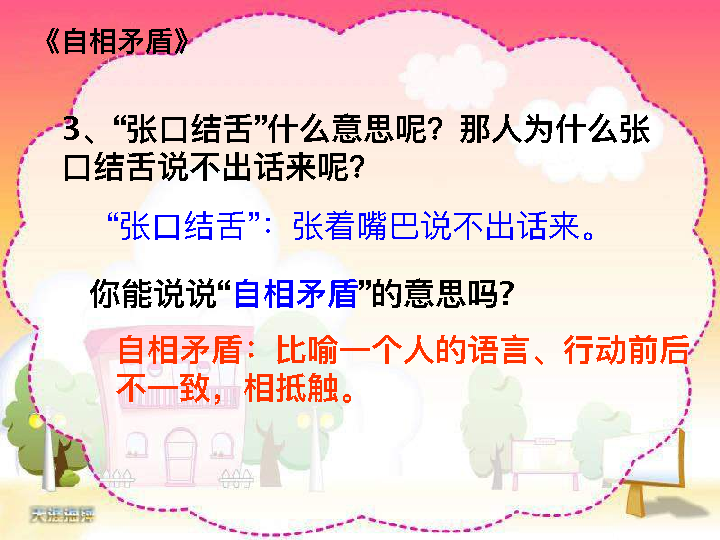 《自相矛盾》
3、“张口结舌”什么意思呢？那人为什么张
口结舌说不出话来呢？
“张口结舌”：张着嘴巴说不出话来。
你能说说“自相矛盾”的意思吗？
自相矛盾：比喻一个人的语言、行动前后
不一致，相抵触。